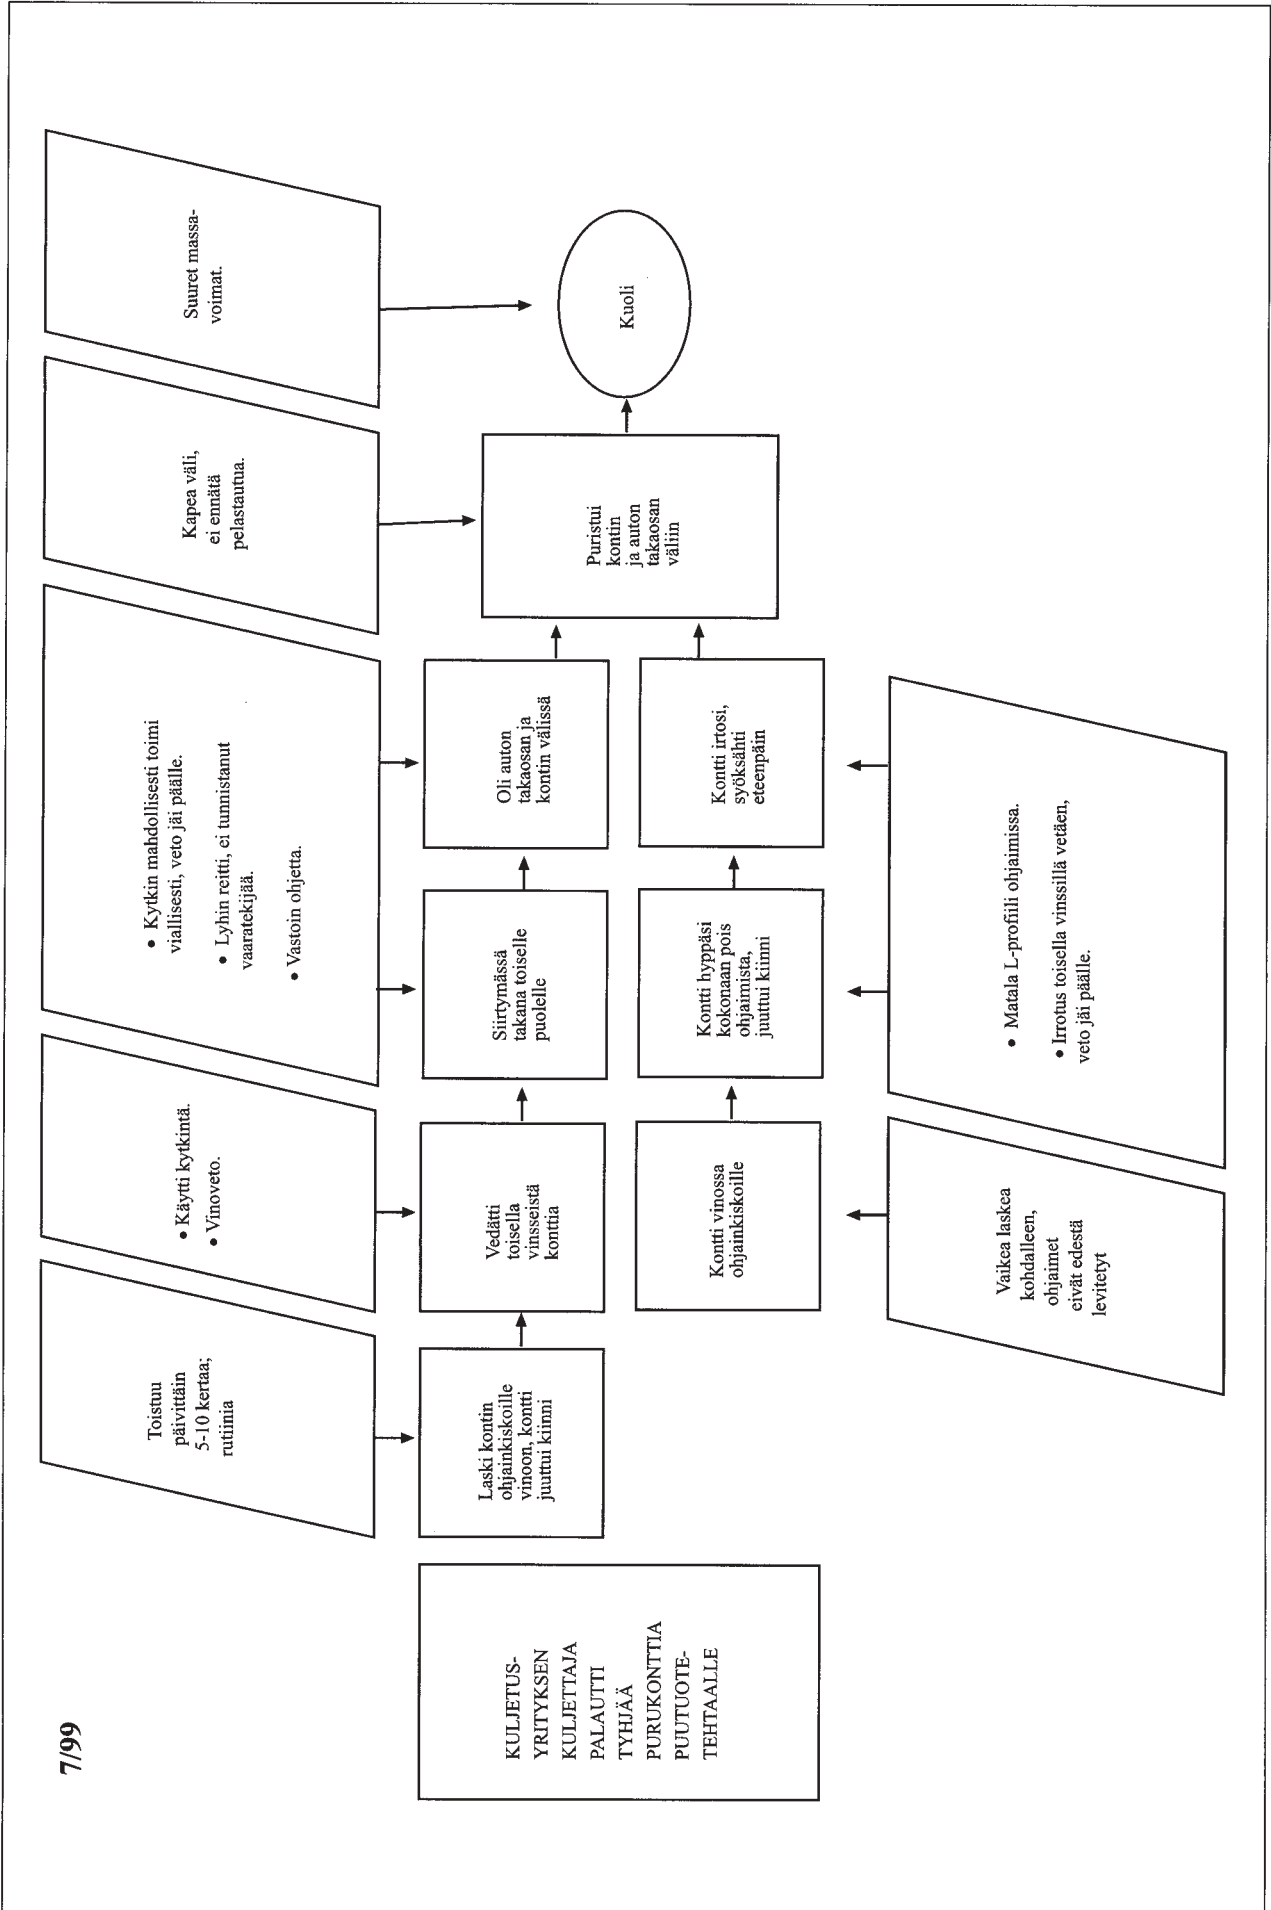 7/99
KULJETUS-
YRITYKSEN
KULJETTAJA
PALAUTTI
TYHJÄÄ
PURUKONTTIA
PUUTUOTE-
TEHTAALLE
Toistuu
päivittäin
5-10 kertaa;
rutiinia
• Käytti kytkintä.
• Vinoveto.
• Kytkin mahdollisesti toimi
viallisesti, veto jäi päälle.
• Lyhin reitti, ei tunnistanut
vaaratekijää.
• Vastoin ohjetta.
Kapea väli,
ei ennätä
pelastautua.
Suuret massa-
voimat.
Laski kontin
ohjainkiskoille
vinoon, kontti
juuttui kiinni
Vedätti
toisella
vinsseistä
konttia
Siirtymässä
takana toiselle
puolelle
Oli auton
takaosan ja
kontin välissä
Puristui
kontin
ja auton
takaosan
väliin
Kuoli
Kontti vinossa
ohjainkiskoille
Kontti hyppäsi
kokonaan pois
ohjaimista,
juuttui kiinni
Kontti irtosi,
syöksähti
eteenpäin
Vaikea laskea
kohdalleen,
ohjaimet
eivät edestä
levitetyt
• Matala L-profiili ohjaimissa.
• Irrotus toisella vinssillä vetäen,
veto jäi päälle.